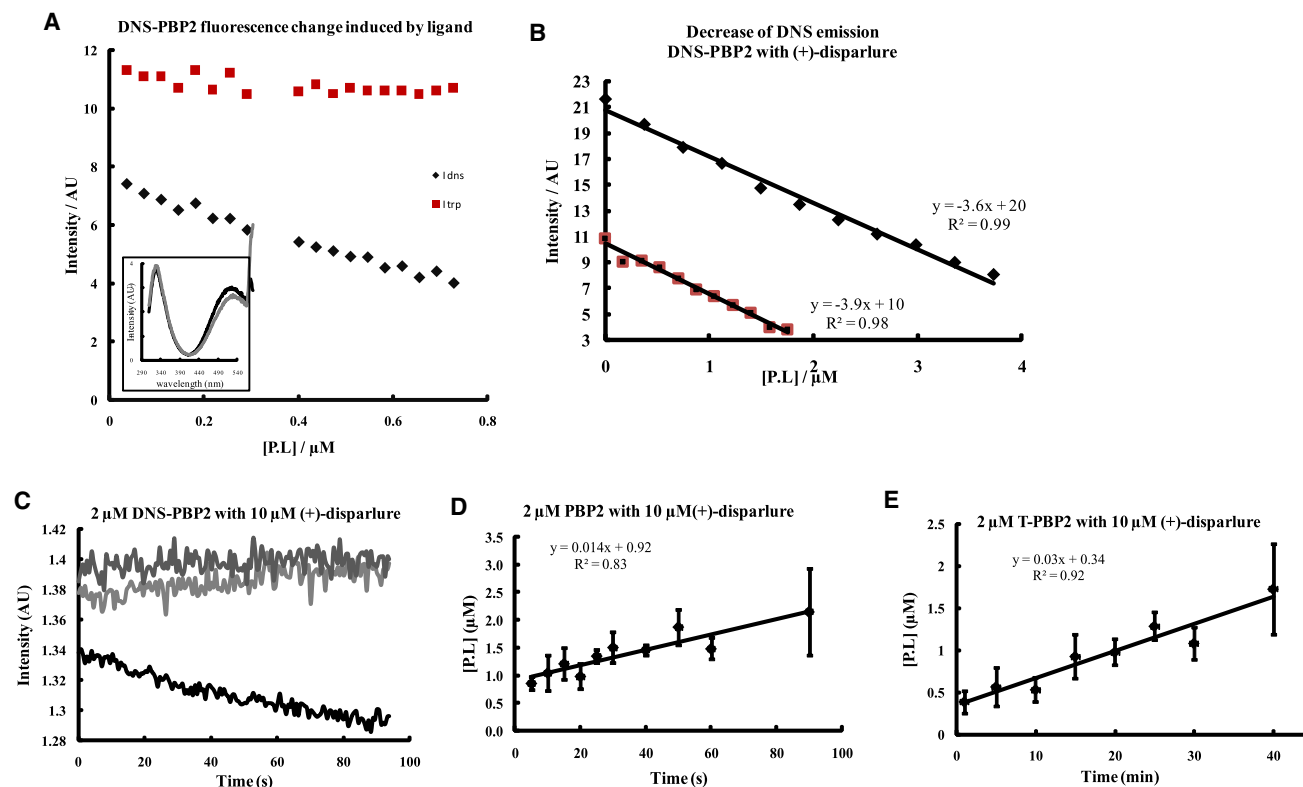 A
DNS-PBP2 fluorescence change induced by ligand
12
10
8
6
4
2
0
Intensity / AU
I dns
I trp
4
0
Intensity (AU)
290 340 390 440 490 540
wavelength (nm)
0 0.2 0.4 0.6 0.8
[P.L] / µM
B
Decrease of DNS emission
DNS-PBP2 with (+)-disparlure
23
21
19
17
15
13
11
9
7
5
3
Intensity / AU
y = -3.6x + 20
R² = 0.99
y = -3.9x + 10
R² = 0.98
0 1 2 3 4
[P.L] / µM
C
2 µM DNS-PBP2 with 10 µM (+)-disparlure
1.42
1.4
1.38
1.36
1.34
1.32
1.3
1.28
Intensity (AU)
0 20 40 60 80 100
Time (s)
D
2 µM PBP2 with 10 µM(+)-disparlure
y = 0.014x + 0.92
R² = 0.83
3.5
3.0
2.5
2.0
1.5
1.0
0.5
0.0
[P.L] (µM)
0 20 40 60 80 100
Time (s)
E
2 µM T-PBP2 with 10 µM (+)-disparlure
y = 0.03x + 0.34
R² = 0.92
2.5
2
1.5
1
0.5
0
[P.L] (µM)
0 10 20 30 40
Time (min)